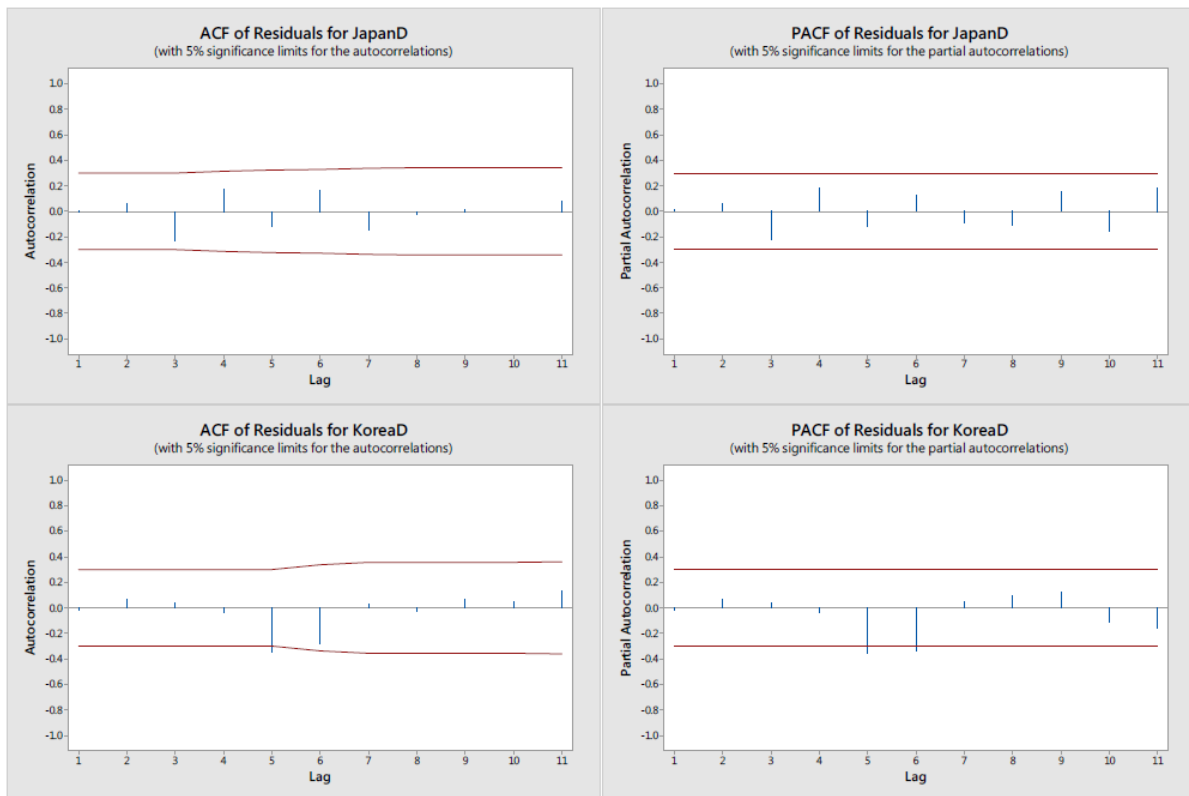 ACF of Residuals for JapanD
(with 5% significance limits for the autocorrelations)
Autocorrelation
1.0
0.8
0.6
0.4
0.2
0.0
-0.2
-0.4
-0.6
-0.8
-1.0
1 2 3 4 5 6 7 8 9 10 11
Lag
PACF of Residuals for JapanD
(with 5% significance limits for the partial autocorrelations)
Partial Autocorrelation
1.0
0.8
0.6
0.4
0.2
0.0
-0.2
-0.4
-0.6
-0.8
-1.0
1 2 3 4 5 6 7 8 9 10 11
Lag
ACF of Residuals for KoreaD
(with 5% significance limits for the autocorrelations)
Autocorrelation
1.0
0.8
0.6
0.4
0.2
0.0
-0.2
-0.4
-0.6
-0.8
-1.0
1 2 3 4 5 6 7 8 9 10 11
Lag
PACF of Residuals for KoreaD
(with 5% significance limits for the partial autocorrelations)
Partial Autocorrelation
1.0
0.8
0.6
0.4
0.2
0.0
-0.2
-0.4
-0.6
-0.8
-1.0
1 2 3 4 5 6 7 8 9 10 11
Lag